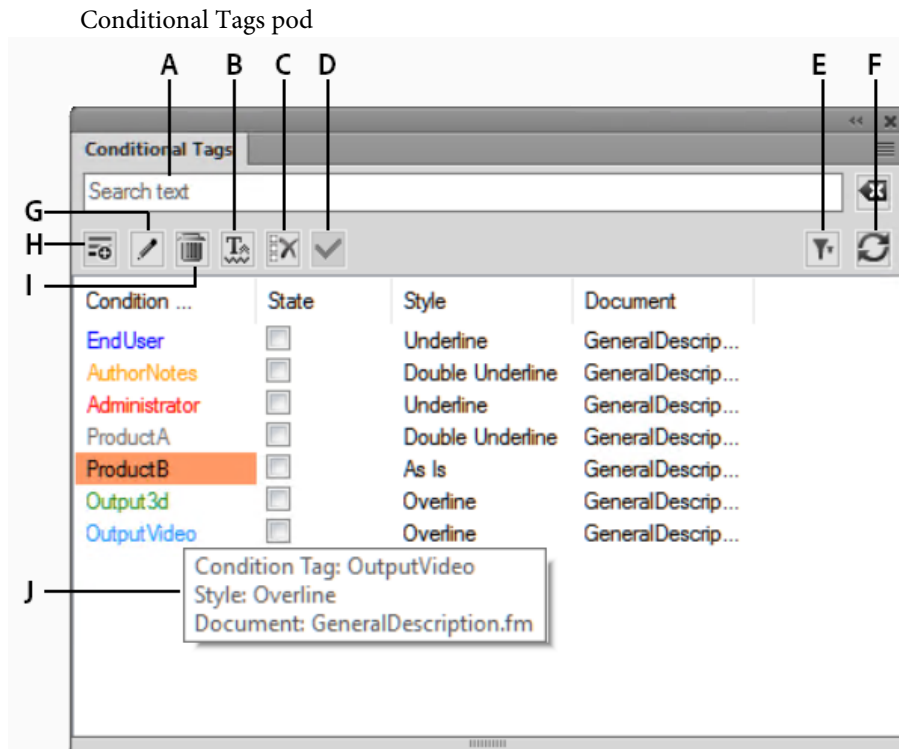 Conditional Tags pod
A B C D E F
Conditional Tags
Search text
G
H
I
Condition ... State Style Document
EndUser Underline GeneralDescrip...
AuthorNotes Double Underline GeneralDescrip...
Administrator Underline GeneralDescrip...
ProductA Double Underline GeneralDescrip...
ProductB As Is GeneralDescrip...
Output3d Overline GeneralDescrip...
OutputVideo Overline GeneralDescrip...
J
Condition Tag: OutputVideo
Style: Overline
Document: GeneralDescription.fm